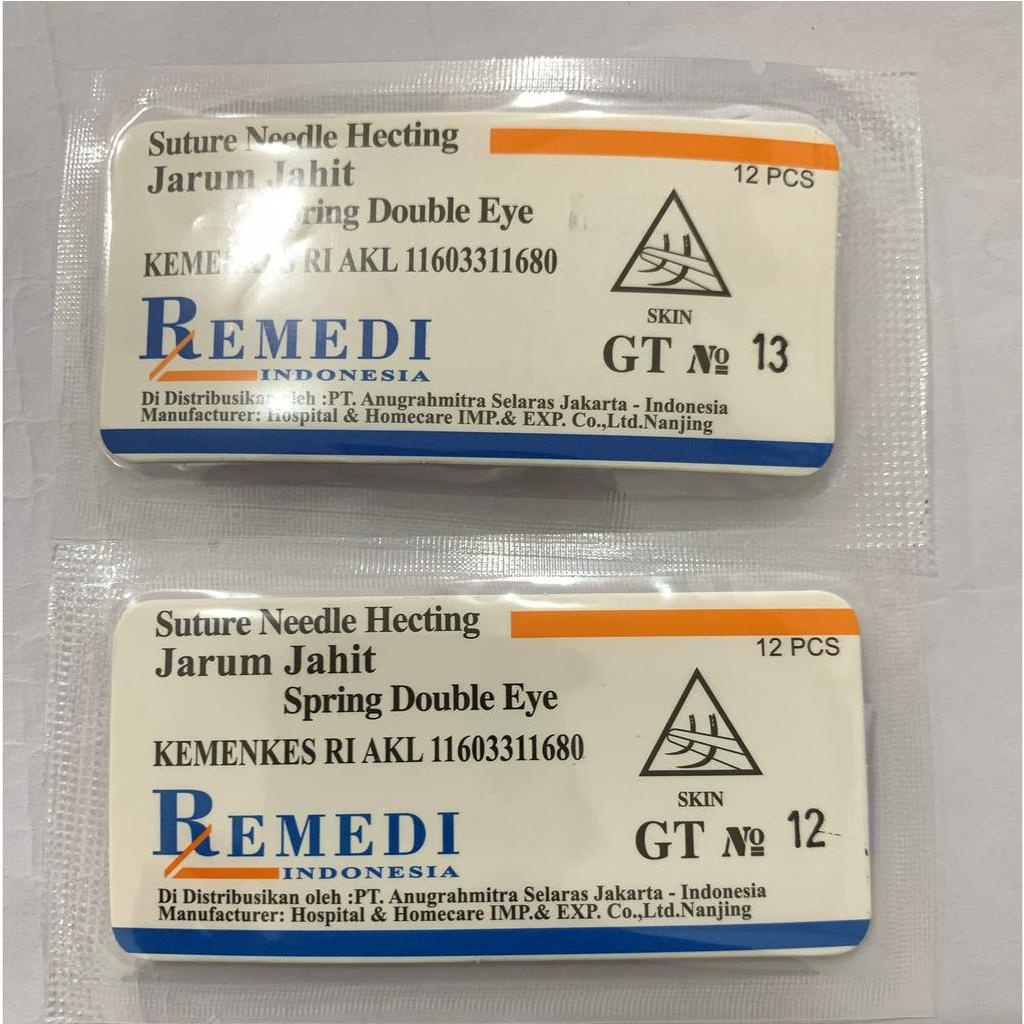 Suture Needle Hecting
Jarum Jahit
Spring Double Eye
12 PCS
KEMENKES RI AKL 11603311680
SKIN
GT № 13
REMEDI
INDONESIA
Di Distribusikan oleh :PT. Anugrahmitra Selaras Jakarta - Indonesia
Manufacturer: Hospital & Homecare IMP.& EXP. Co.,Ltd.Nanjing
Suture Needle Hecting
Jarum Jahit
Spring Double Eye
12 PCS
KEMENKES RI AKL 11603311680
SKIN
GT № 12
REMEDI
INDONESIA
Di Distribusikan oleh :PT. Anugrahmitra Selaras Jakarta - Indonesia
Manufacturer: Hospital & Homecare IMP.& EXP. Co.,Ltd.Nanjing